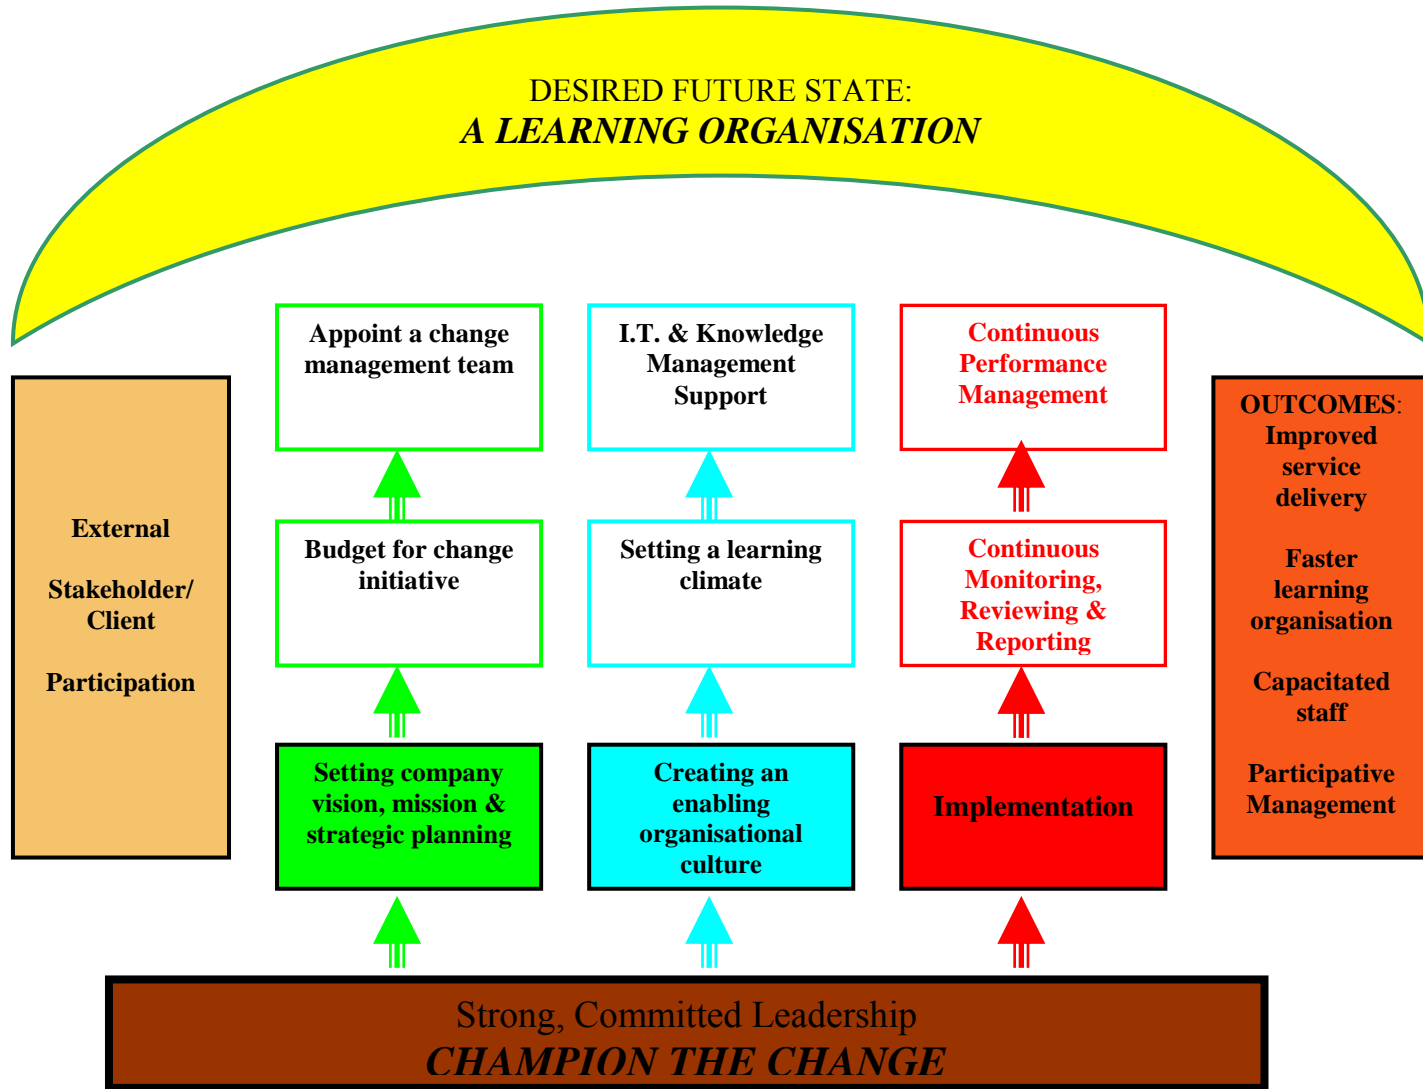 DESIRED FUTURE STATE:
A LEARNING ORGANISATION
External
Stakeholder/
Client
Participation
Appoint a change
management team
Budget for change
initiative
Setting company
vision, mission &
strategic planning
I.T. & Knowledge
Management
Support
Setting a learning
climate
Creating an
enabling
organisational
culture
Continuous
Performance
Management
Continuous
Monitoring,
Reviewing &
Reporting
Implementation
OUTCOMES:
Improved
service
delivery
Faster
learning
organisation
Capacitated
staff
Participative
Management
Strong, Committed Leadership
CHAMPION THE CHANGE